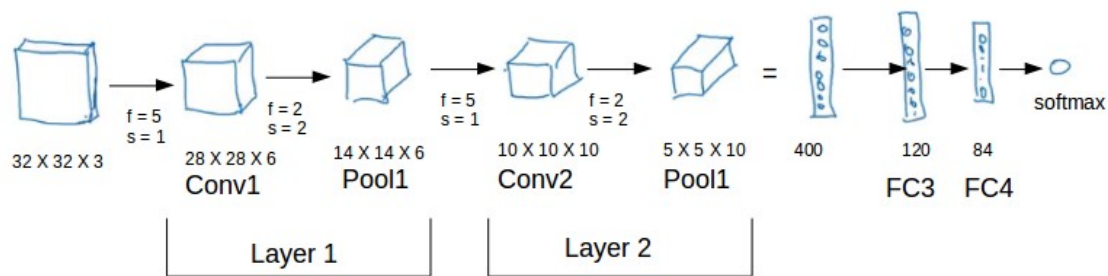 f = 5
s = 1
f = 2
s = 2
f = 5
s = 1
f = 2
s = 2
=
softmax
32 X 32 X 3
28 X 28 X 6
14 X 14 X 6
10 X 10 X 10
5 X 5 X 10
400
120
84
Conv1
Pool1
Conv2
Pool1
FC3
FC4
Layer 1
Layer 2